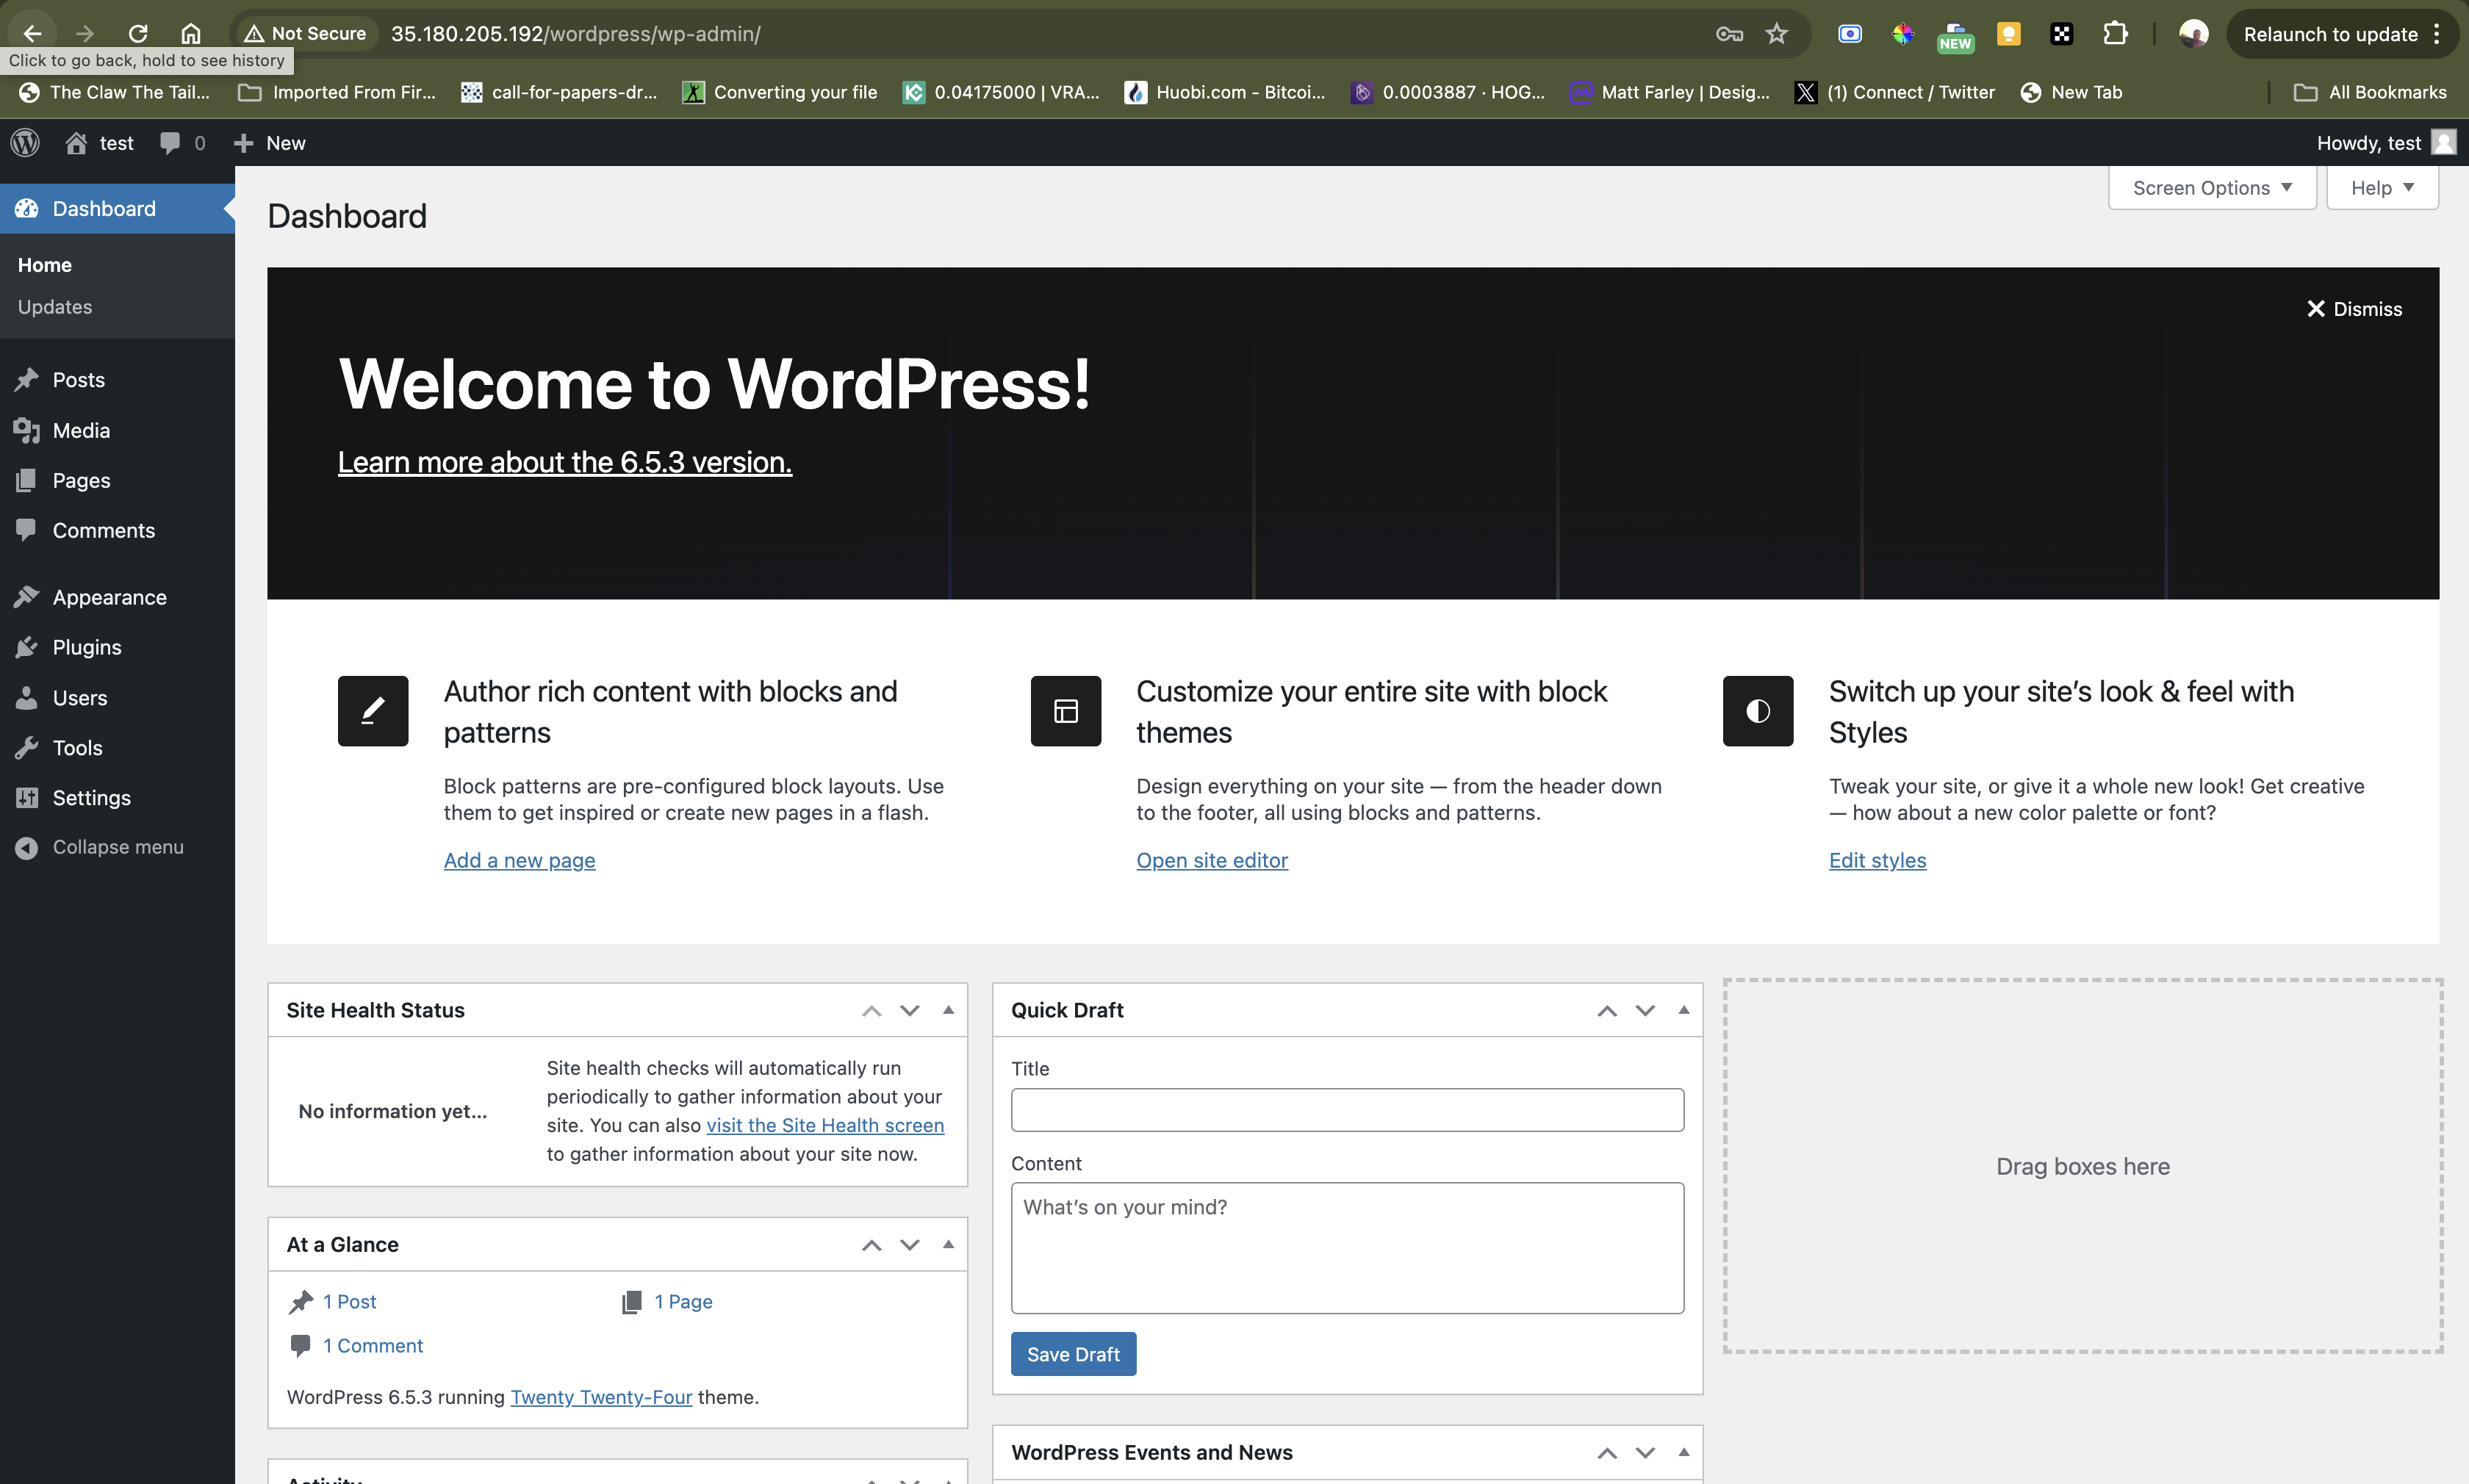 Not Secure 35.180.205.192/wordpress/wp-admin/ NEW Relaunch to update
Click to go back, hold to see history
The Claw The Tail... Imported From Fir... call-for-papers-dr... Converting your file 0.04175000 | VRA... Huobi.com - Bitcoi... 0.0003887 · HOG... Matt Farley | Desig... (1) Connect / Twitter New Tab All Bookmarks
test 0 New Howdy, test
Screen Options Help
Dashboard
Home
Updates
Posts
Media
Pages
Comments
Appearance
Plugins
Users
Tools
Settings
Collapse menu
Dashboard
Dismiss
Welcome to WordPress!
Learn more about the 6.5.3 version.
Author rich content with blocks and
patterns
Block patterns are pre-configured block layouts. Use
them to get inspired or create new pages in a flash.
Add a new page
Customize your entire site with block
themes
Design everything on your site — from the header down
to the footer, all using blocks and patterns.
Open site editor
Switch up your site’s look & feel with
Styles
Tweak your site, or give it a whole new look! Get creative
— how about a new color palette or font?
Edit styles
Site Health Status
No information yet...
Site health checks will automatically run
periodically to gather information about your
site. You can also visit the Site Health screen
to gather information about your site now.
At a Glance
1 Post 1 Page
1 Comment
WordPress 6.5.3 running Twenty Twenty-Four theme.
Activity
Quick Draft
Title
Content
What’s on your mind?
Save Draft
WordPress Events and News
Drag boxes here